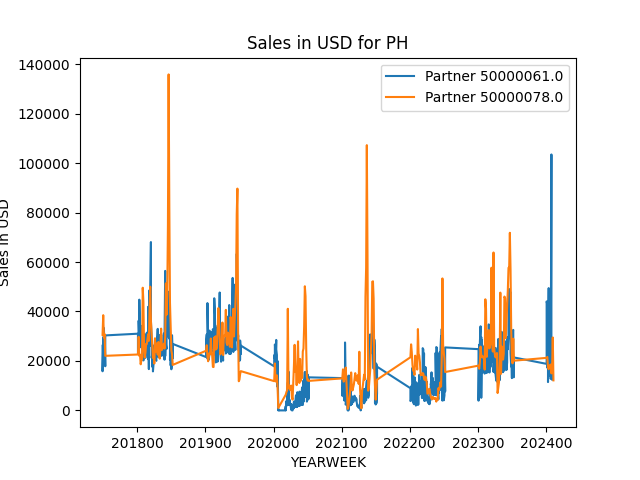 Sales in USD for PH
Partner 50000061.0
Partner 50000078.0
140000
120000
100000
80000
60000
40000
20000
0
Sales in USD
201800 201900 202000 202100 202200 202300 202400
YEARWEEK